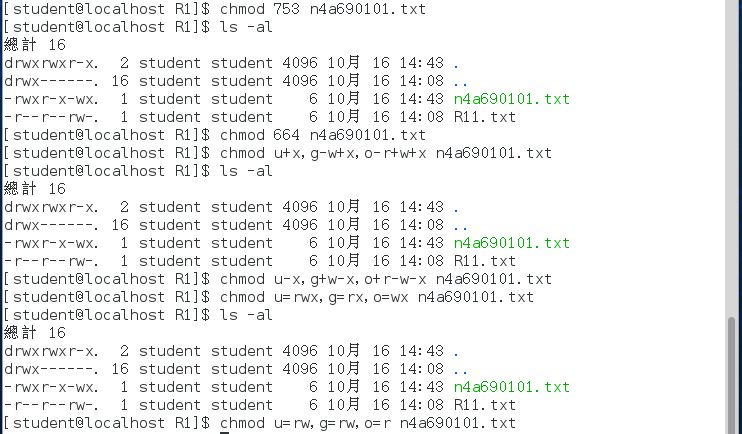 [student@localhost R1]$ chmod 753 n4a690101.txt
[student@localhost R1]$ ls -al
總計 16
drwxrwxr-x.  2 student student 4096 10月 16 14:43 .
drwx------. 16 student student 4096 10月 16 14:08 ..
-rwxr-x-wx.  1 student student    6 10月 16 14:43 n4a690101.txt
-r--r--rw-.  1 student student    6 10月 16 14:08 R11.txt
[student@localhost R1]$ chmod 664 n4a690101.txt
[student@localhost R1]$ chmod u+x,g-w+x,o-r+w+x n4a690101.txt
[student@localhost R1]$ ls -al
總計 16
drwxrwxr-x.  2 student student 4096 10月 16 14:43 .
drwx------. 16 student student 4096 10月 16 14:08 ..
-rwxr-x-wx.  1 student student    6 10月 16 14:43 n4a690101.txt
-r--r--rw-.  1 student student    6 10月 16 14:08 R11.txt
[student@localhost R1]$ chmod u-x,g+w-x,o+r-w-x n4a690101.txt
[student@localhost R1]$ chmod u=rwx,g=rx,o=wx n4a690101.txt
[student@localhost R1]$ ls -al
總計 16
drwxrwxr-x.  2 student student 4096 10月 16 14:43 .
drwx------. 16 student student 4096 10月 16 14:08 ..
-rwxr-x-wx.  1 student student    6 10月 16 14:43 n4a690101.txt
-r--r--rw-.  1 student student    6 10月 16 14:08 R11.txt
[student@localhost R1]$ chmod u=rw,g=rw,o=r n4a690101.txt